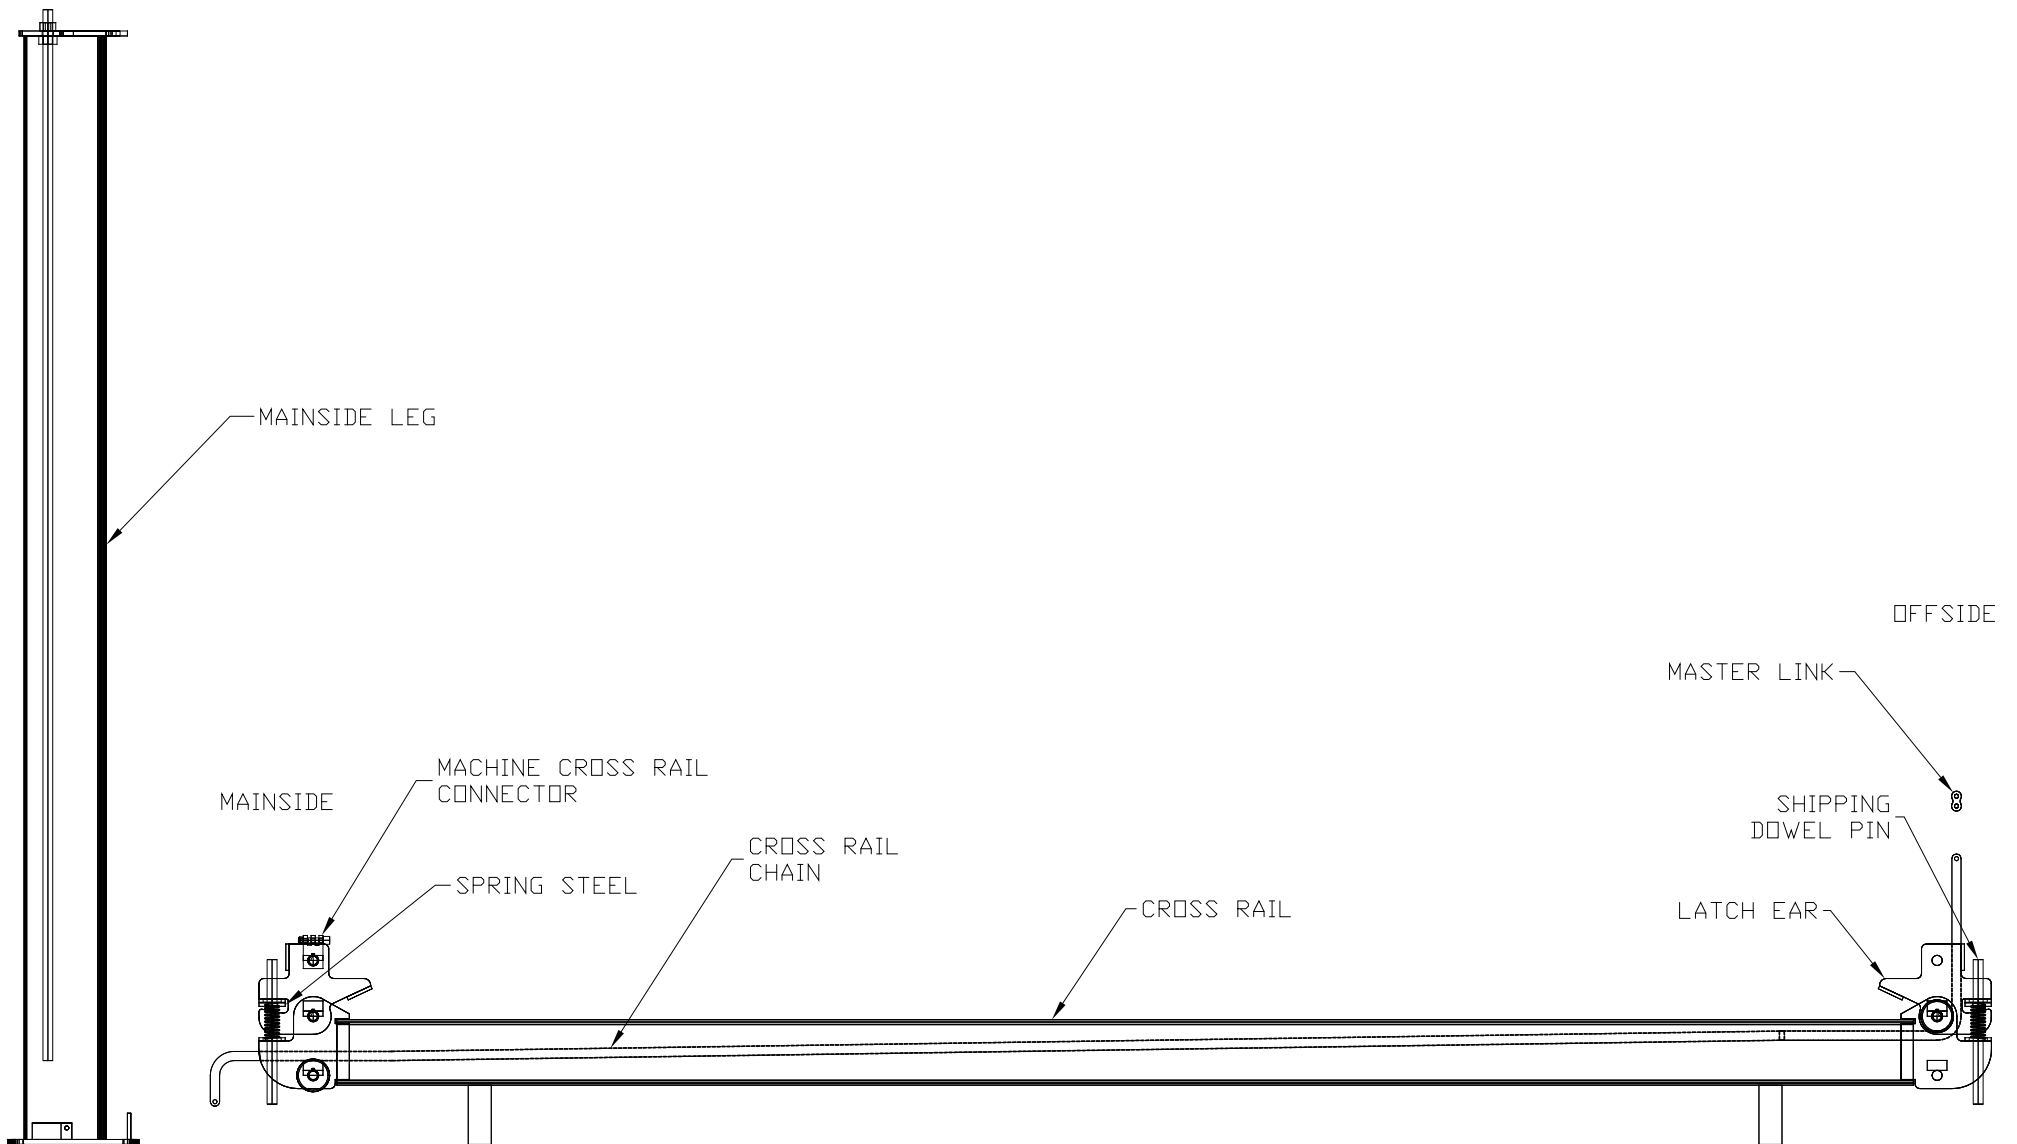 MAINSIDE LEG
OFFSIDE
MASTER LINK
MACHINE CROSS RAIL
CONNECTOR
MAINSIDE
SHIPPING
DOWEL PIN
CROSS RAIL
CHAIN
SPRING STEEL
CROSS RAIL
LATCH EAR